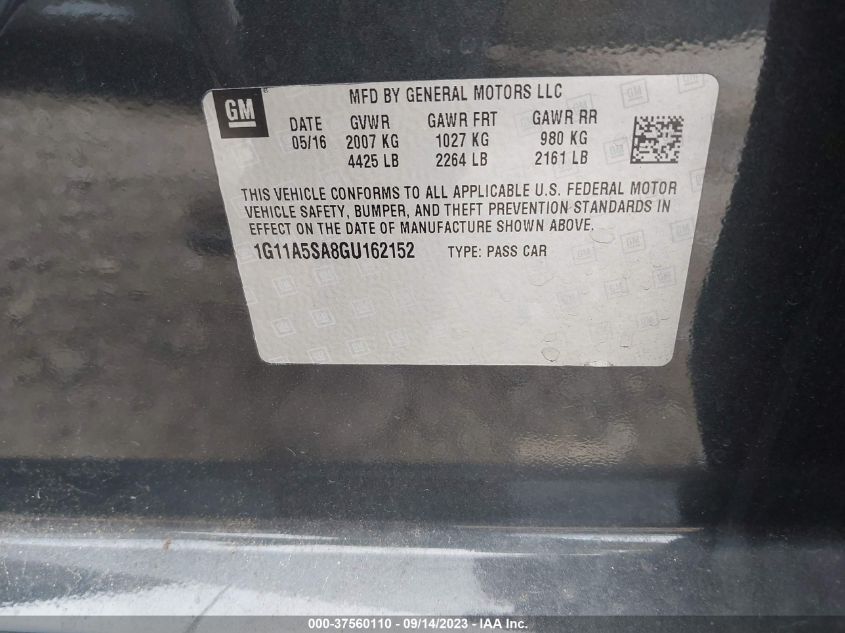 GM
MFD BY GENERAL MOTORS LLC
DATE GVWR GAWR FRT GAWR RR
05/16 2007 KG 1027 KG 980 KG
4425 LB 2264 LB 2161 LB
THIS VEHICLE CONFORMS TO ALL APPLICABLE U.S. FEDERAL MOTOR
VEHICLE SAFETY, BUMPER, AND THEFT PREVENTION STANDARDS IN
EFFECT ON THE DATE OF MANUFACTURE SHOWN ABOVE.
1G11A5SA8GU162152 TYPE: PASS CAR
000-37560110 - 09/14/2023 - IAA Inc.